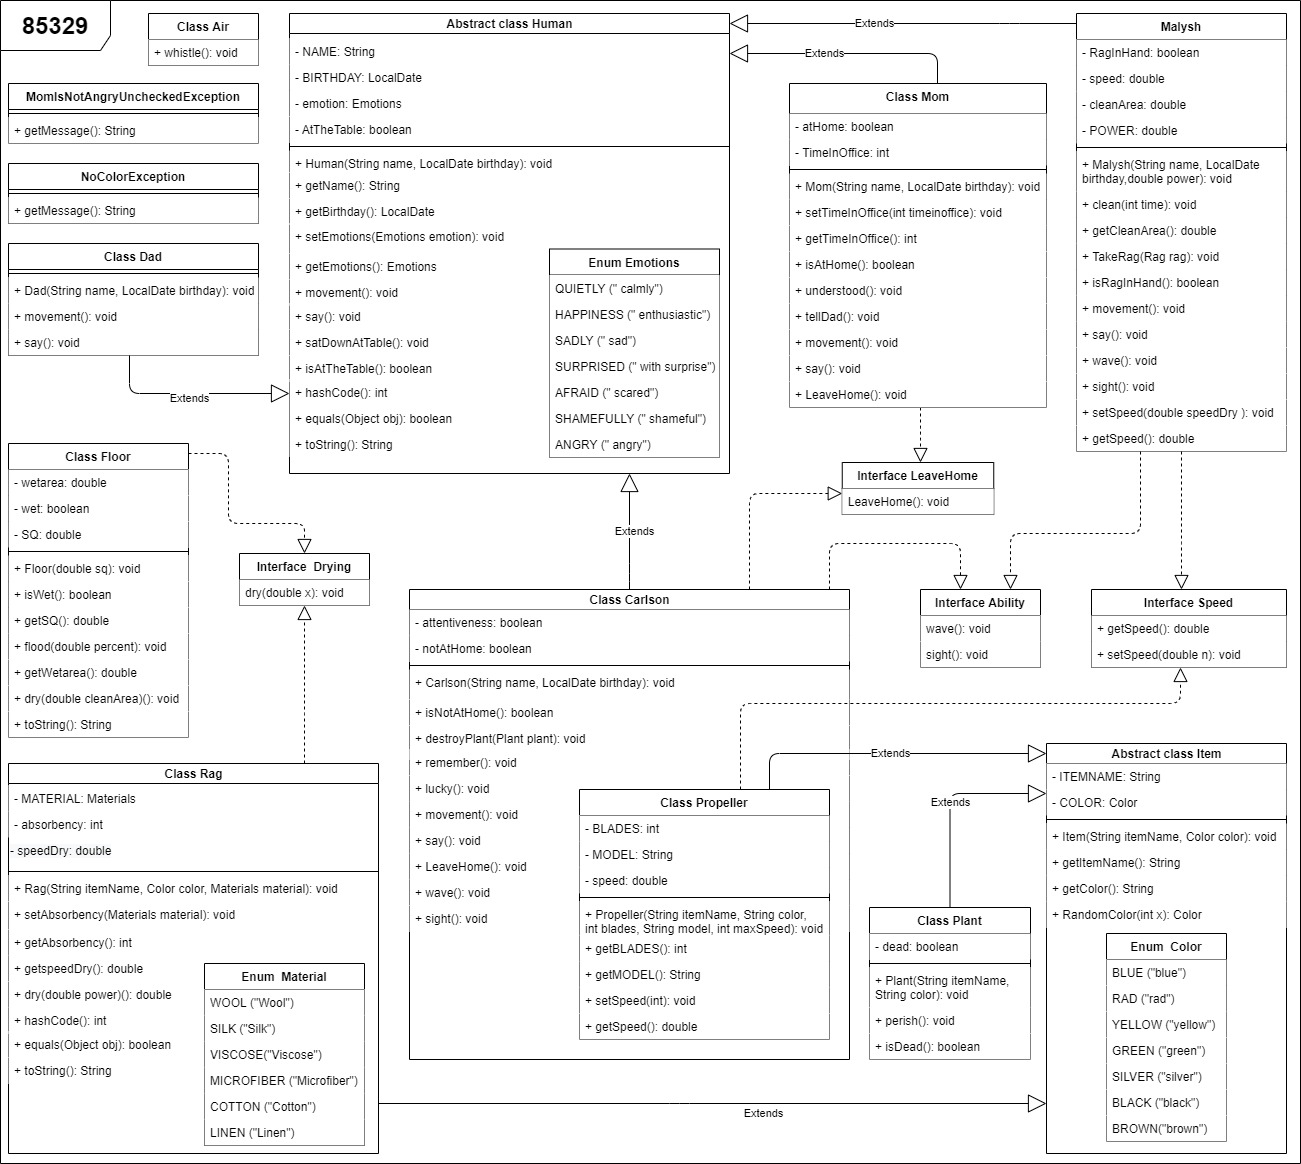 85329
Class Air
+ whistle(): void
MomIsNotAngryUncheckedException
+ getMessage(): String
NoColorException
+ getMessage(): String
Class Dad
+ Dad(String name, LocalDate birthday): void
+ movement(): void
+ say(): void
Extends
Abstract class Human
- NAME: String
- BIRTHDAY: LocalDate
- emotion: Emotions
- AtTheTable: boolean
+ Human(String name, LocalDate birthday): void
+ getName(): String
+ getBirthday(): LocalDate
+ setEmotions(Emotions emotion): void
+ getEmotions(): Emotions
+ movement(): void
+ say(): void
+ satDownAtTable(): void
+ isAtTheTable(): boolean
+ hashCode(): int
+ equals(Object obj): boolean
+ toString(): String
Enum Emotions
QUIETLY (" calmly")
HAPPINESS (" enthusiastic")
SADLY (" sad")
SURPRISED (" with surprise")
AFRAID (" scared")
SHAMEFULLY (" shameful")
ANGRY (" angry")
Extends
Extends
Class Mom
- atHome: boolean
- TimeInOffice: int
+ Mom(String name, LocalDate birthday): void
+ setTimeInOffice(int timeinoffice): void
+ getTimeInOffice(): int
+ isAtHome(): boolean
+ understood(): void
+ tellDad(): void
+ movement(): void
+ say(): void
+ LeaveHome(): void
Malysh
- RagInHand: boolean
- speed: double
- cleanArea: double
- POWER: double
+ Malysh(String name, LocalDate
birthday,double power): void
+ clean(int time): void
+ getCleanArea(): double
+ TakeRag(Rag rag): void
+ isRagInHand(): boolean
+ movement(): void
+ say(): void
+ wave(): void
+ sight(): void
+ setSpeed(double speedDry ): void
+ getSpeed(): double
Class Floor
- wetarea: double
- wet: boolean
- SQ: double
+ Floor(double sq): void
+ isWet(): boolean
+ getSQ(): double
+ flood(double percent): void
+ getWetarea(): double
+ dry(double cleanArea)(): void
+ toString(): String
Interface  Drying
dry(double x): void
Extends
Interface LeaveHome
LeaveHome(): void
Interface Ability
wave(): void
sight(): void
Interface Speed
+ getSpeed(): double
+ setSpeed(double n): void
Class Carlson
- attentiveness: boolean
- notAtHome: boolean
+ Carlson(String name, LocalDate birthday): void
+ isNotAtHome(): boolean
+ destroyPlant(Plant plant): void
+ remember(): void
+ lucky(): void
+ movement(): void
+ say(): void
+ LeaveHome(): void
+ wave(): void
+ sight(): void
Class Propeller
- BLADES: int
- MODEL: String
- speed: double
+ Propeller(String itemName, String color,
int blades, String model, int maxSpeed): void
+ getBLADES(): int
+ getMODEL(): String
+ setSpeed(int): void
+ getSpeed(): double
Extends
Extends
Class Plant
- dead: boolean
+ Plant(String itemName,
String color): void
+ perish(): void
+ isDead(): boolean
Abstract class Item
- ITEMNAME: String
- COLOR: Color
+ Item(String itemName, Color color): void
+ getItemName(): String
+ getColor(): String
+ RandomColor(int x): Color
Enum  Color
BLUE ("blue")
RAD ("rad")
YELLOW ("yellow")
GREEN ("green")
SILVER ("silver")
BLACK ("black")
BROWN("brown")
Class Rag
- MATERIAL: Materials
- absorbency: int
- speedDry: double
+ Rag(String itemName, Color color, Materials material): void
+ setAbsorbency(Materials material): void
+ getAbsorbency(): int
+ getspeedDry(): double
+ dry(double power)(): double
+ hashCode(): int
+ equals(Object obj): boolean
+ toString(): String
Enum  Material
WOOL ("Wool")
SILK ("Silk")
VISCOSE("Viscose")
MICROFIBER ("Microfiber")
COTTON ("Cotton")
LINEN ("Linen")
Extends